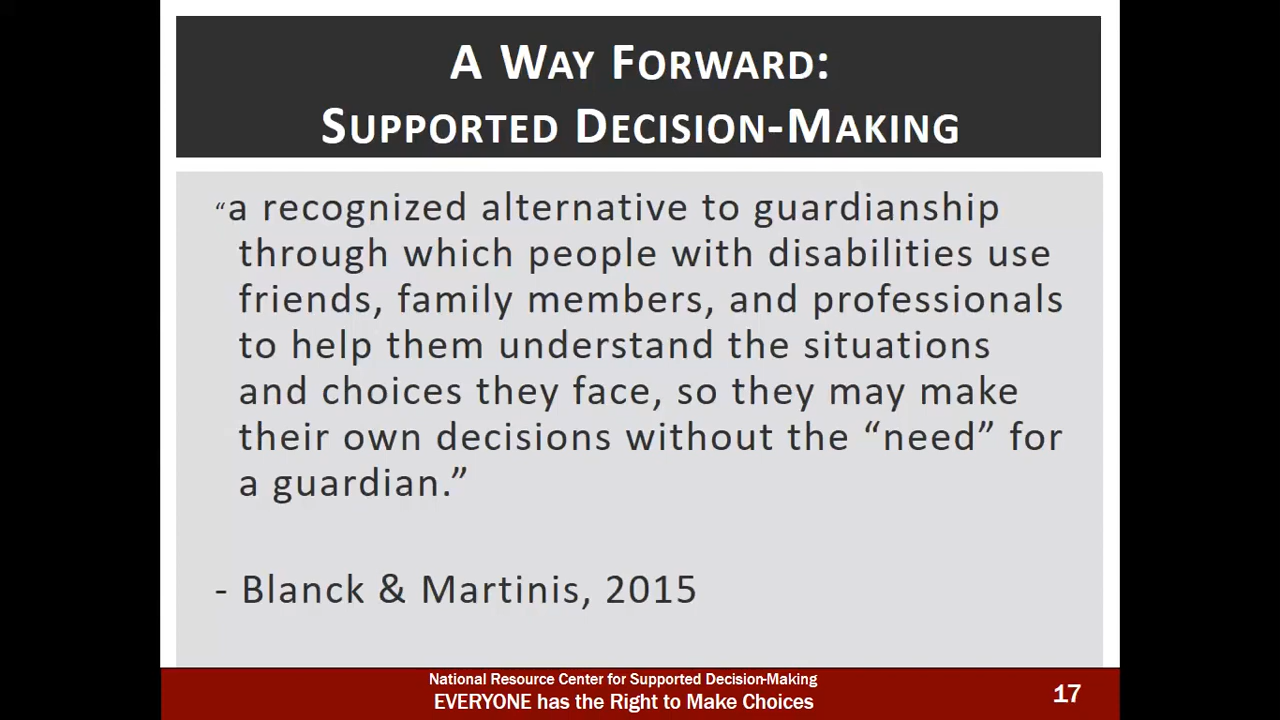 A WAY FORWARD:
SUPPORTED DECISION-MAKING
“a recognized alternative to guardianship
through which people with disabilities use
friends, family members, and professionals
to help them understand the situations
and choices they face, so they may make
their own decisions without the “need” for
a guardian.”
- Blanck & Martinis, 2015
National Resource Center for Supported Decision-Making
EVERYONE has the Right to Make Choices
17